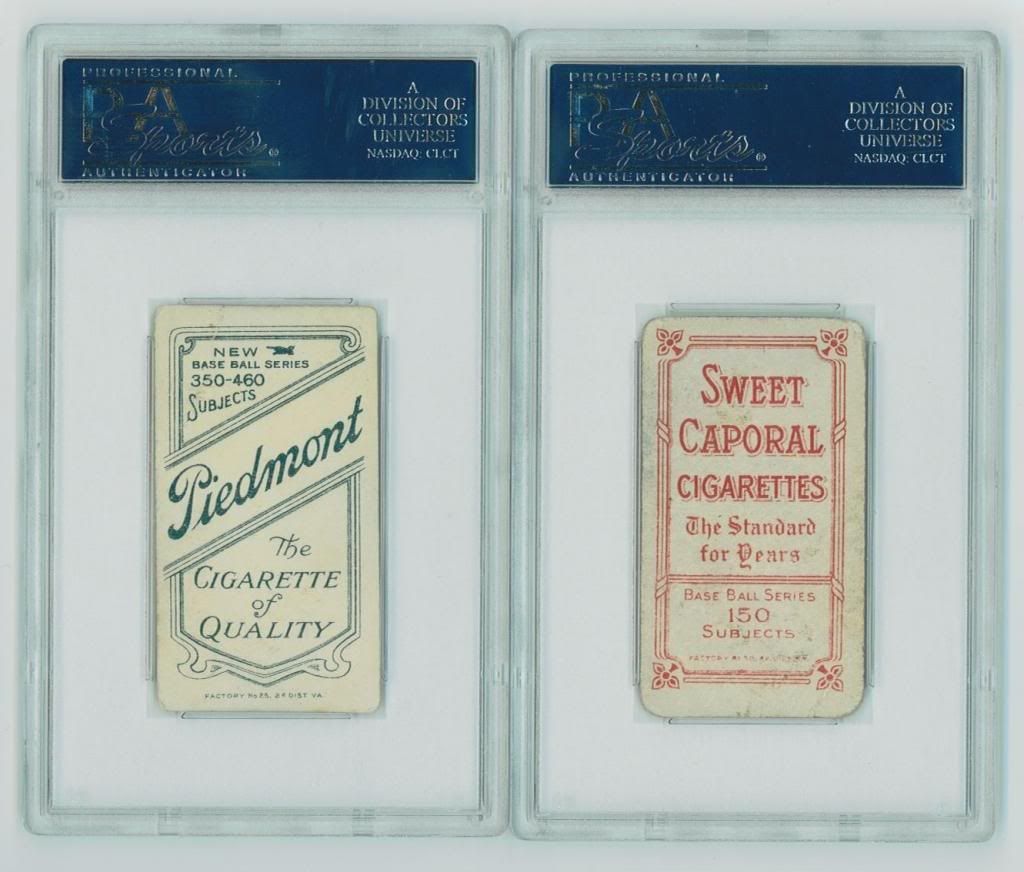 PROFESSIONAL
PSA
Sports®
AUTHENTICATOR
A
DIVISION OF
COLLECTORS
UNIVERSE
NASDAQ: CLCT
NEW
BASE BALL SERIES
350-460
SUBJECTS
Piedmont
The
CIGARETTE
of
QUALITY
FACTORY No 25, 2d DIST VA.
PROFESSIONAL
PSA
Sports®
AUTHENTICATOR
A
DIVISION OF
COLLECTORS
UNIVERSE
NASDAQ: CLCT
SWEET
CAPORAL
CIGARETTES
The Standard
for Years
BASE BALL SERIES
150
SUBJECTS
FACTORY